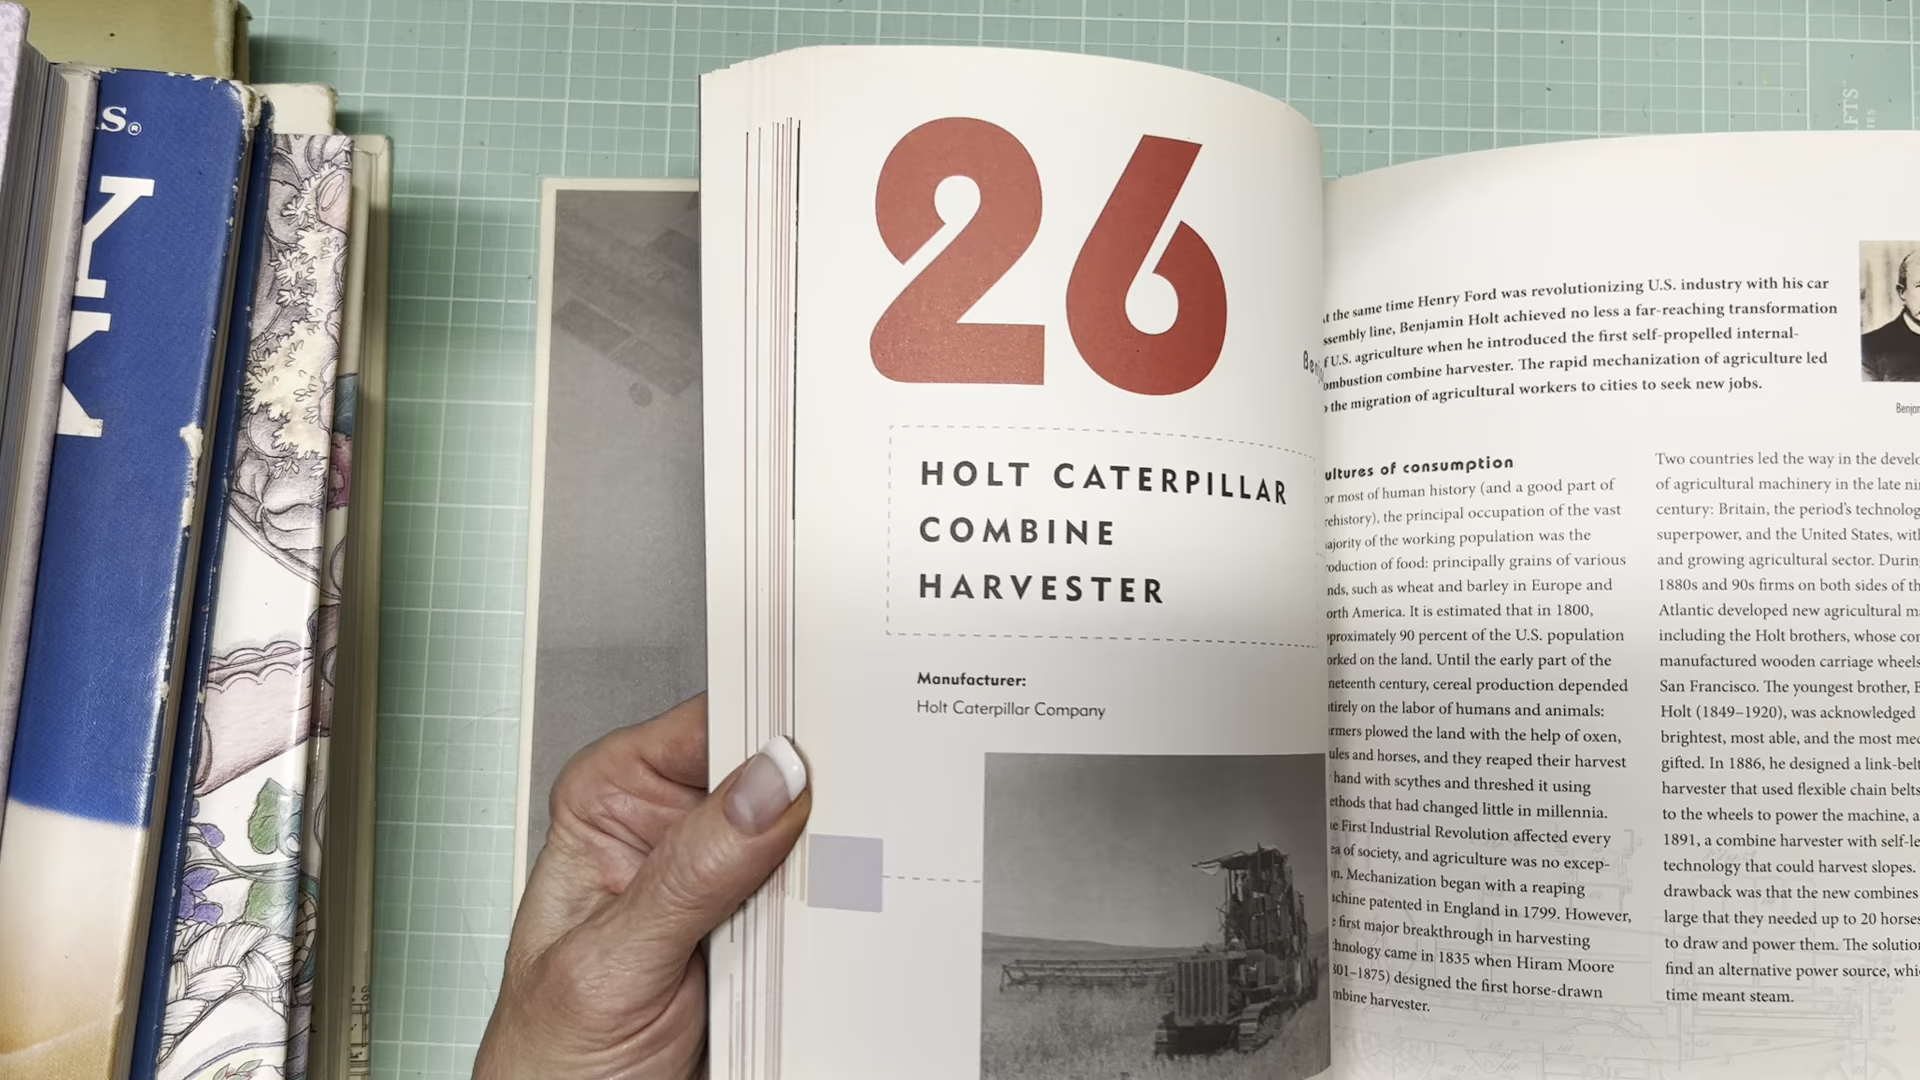 s®
Y
K
AFTS
26
HOLT CATERPILLAR
COMBINE
HARVESTER
Manufacturer:
Holt Caterpillar Company
t the same time Henry Ford was revolutionizing U.S. industry with his car
ssembly line, Benjamin Holt achieved no less a far-reaching transformation
f U.S. agriculture when he introduced the first self-propelled internal-
ombustion combine harvester. The rapid mechanization of agriculture led
the migration of agricultural workers to cities to seek new jobs.
Benja
ultures of consumption
or most of human history (and a good part of
rehistory), the principal occupation of the vast
ajority of the working population was the
roduction of food: principally grains of various
nds, such as wheat and barley in Europe and
orth America. It is estimated that in 1800,
pproximately 90 percent of the U.S. population
orked on the land. Until the early part of the
neteenth century, cereal production depended
tirely on the labor of humans and animals:
rmers plowed the land with the help of oxen,
ules and horses, and they reaped their harvest
hand with scythes and threshed it using
ethods that had changed little in millennia.
e First Industrial Revolution affected every
ea of society, and agriculture was no excep-
n. Mechanization began with a reaping
achine patented in England in 1799. However,
e first major breakthrough in harvesting
chnology came in 1835 when Hiram Moore
801–1875) designed the first horse-drawn
mbine harvester.
Two countries led the way in the develo
of agricultural machinery in the late ni
century: Britain, the period's technolog
superpower, and the United States, wit
and growing agricultural sector. During
1880s and 90s firms on both sides of th
Atlantic developed new agricultural m
including the Holt brothers, whose con
manufactured wooden carriage wheels
San Francisco. The youngest brother, B
Holt (1849–1920), was acknowledged
brightest, most able, and the most mec
gifted. In 1886, he designed a link-belt
harvester that used flexible chain belts
to the wheels to power the machine, a
1891, a combine harvester with self-le
technology that could harvest slopes.
drawback was that the new combines
large that they needed up to 20 horses
to draw and power them. The solution
find an alternative power source, whi
time meant steam.